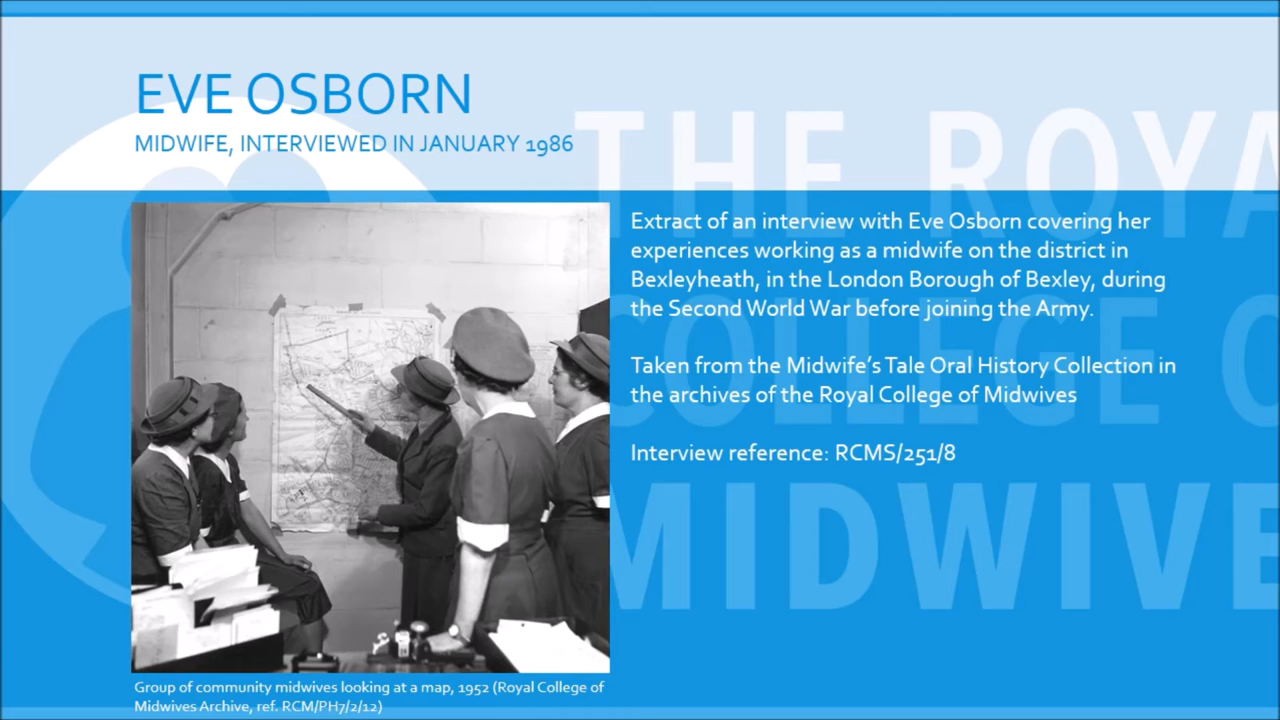 EVE OSBORN
MIDWIFE, INTERVIEWED IN JANUARY 1986
Extract of an interview with Eve Osborn covering her
experiences working as a midwife on the district in
Bexleyheath, in the London Borough of Bexley, during
the Second World War before joining the Army.
Taken from the Midwife's Tale Oral History Collection in
the archives of the Royal College of Midwives
Interview reference: RCMS/251/8
Group of community midwives looking at a map, 1952 (Royal College of
Midwives Archive, ref. RCM/PH7/2/12)
THE ROYA
COLLEGE O
MIDWIVE